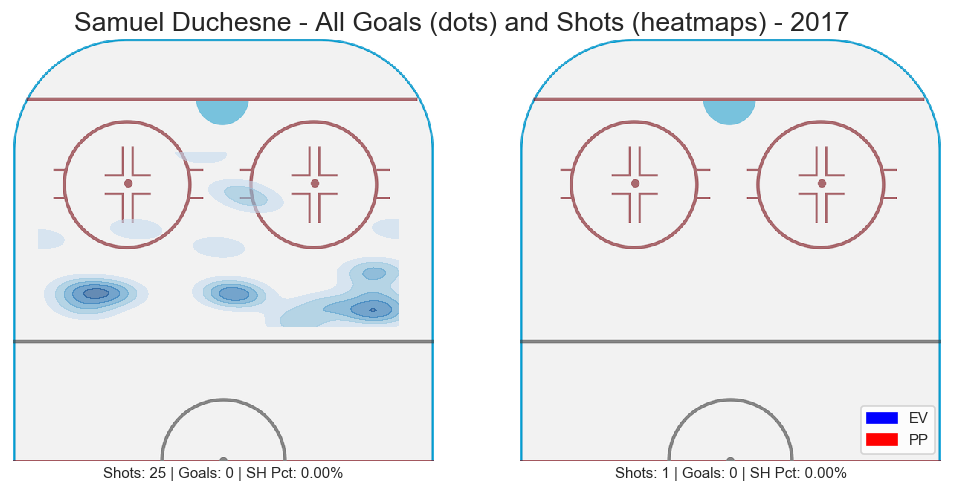 Samuel Duchesne - All Goals (dots) and Shots (heatmaps) - 2017
EV
PP
Shots: 25 | Goals: 0 | SH Pct: 0.00%
Shots: 1 | Goals: 0 | SH Pct: 0.00%